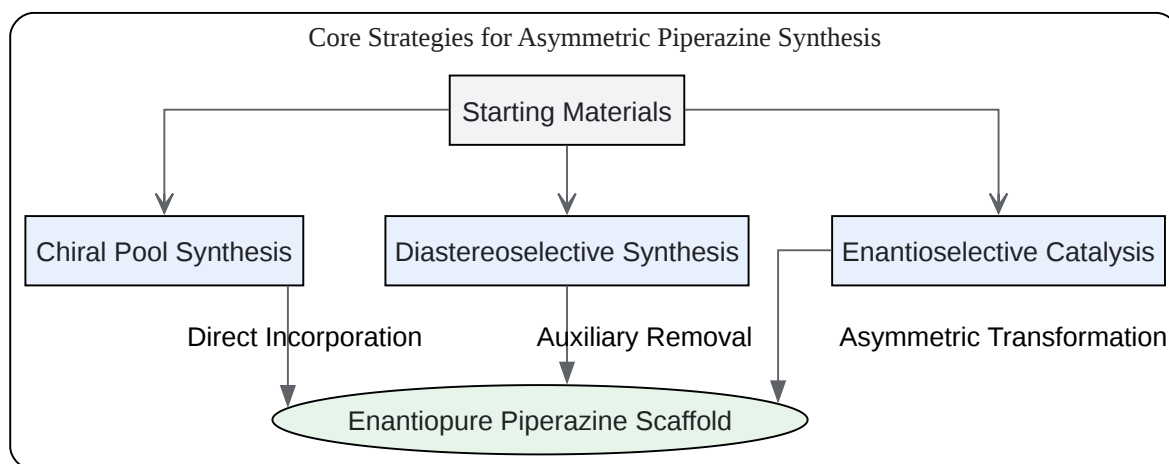 Core Strategies for Asymmetric Piperazine Synthesis
Starting Materials
Chiral Pool Synthesis
Diastereoselective Synthesis
Enantioselective Catalysis
Direct Incorporation
Auxiliary Removal
Asymmetric Transformation
Enantiopure Piperazine Scaffold